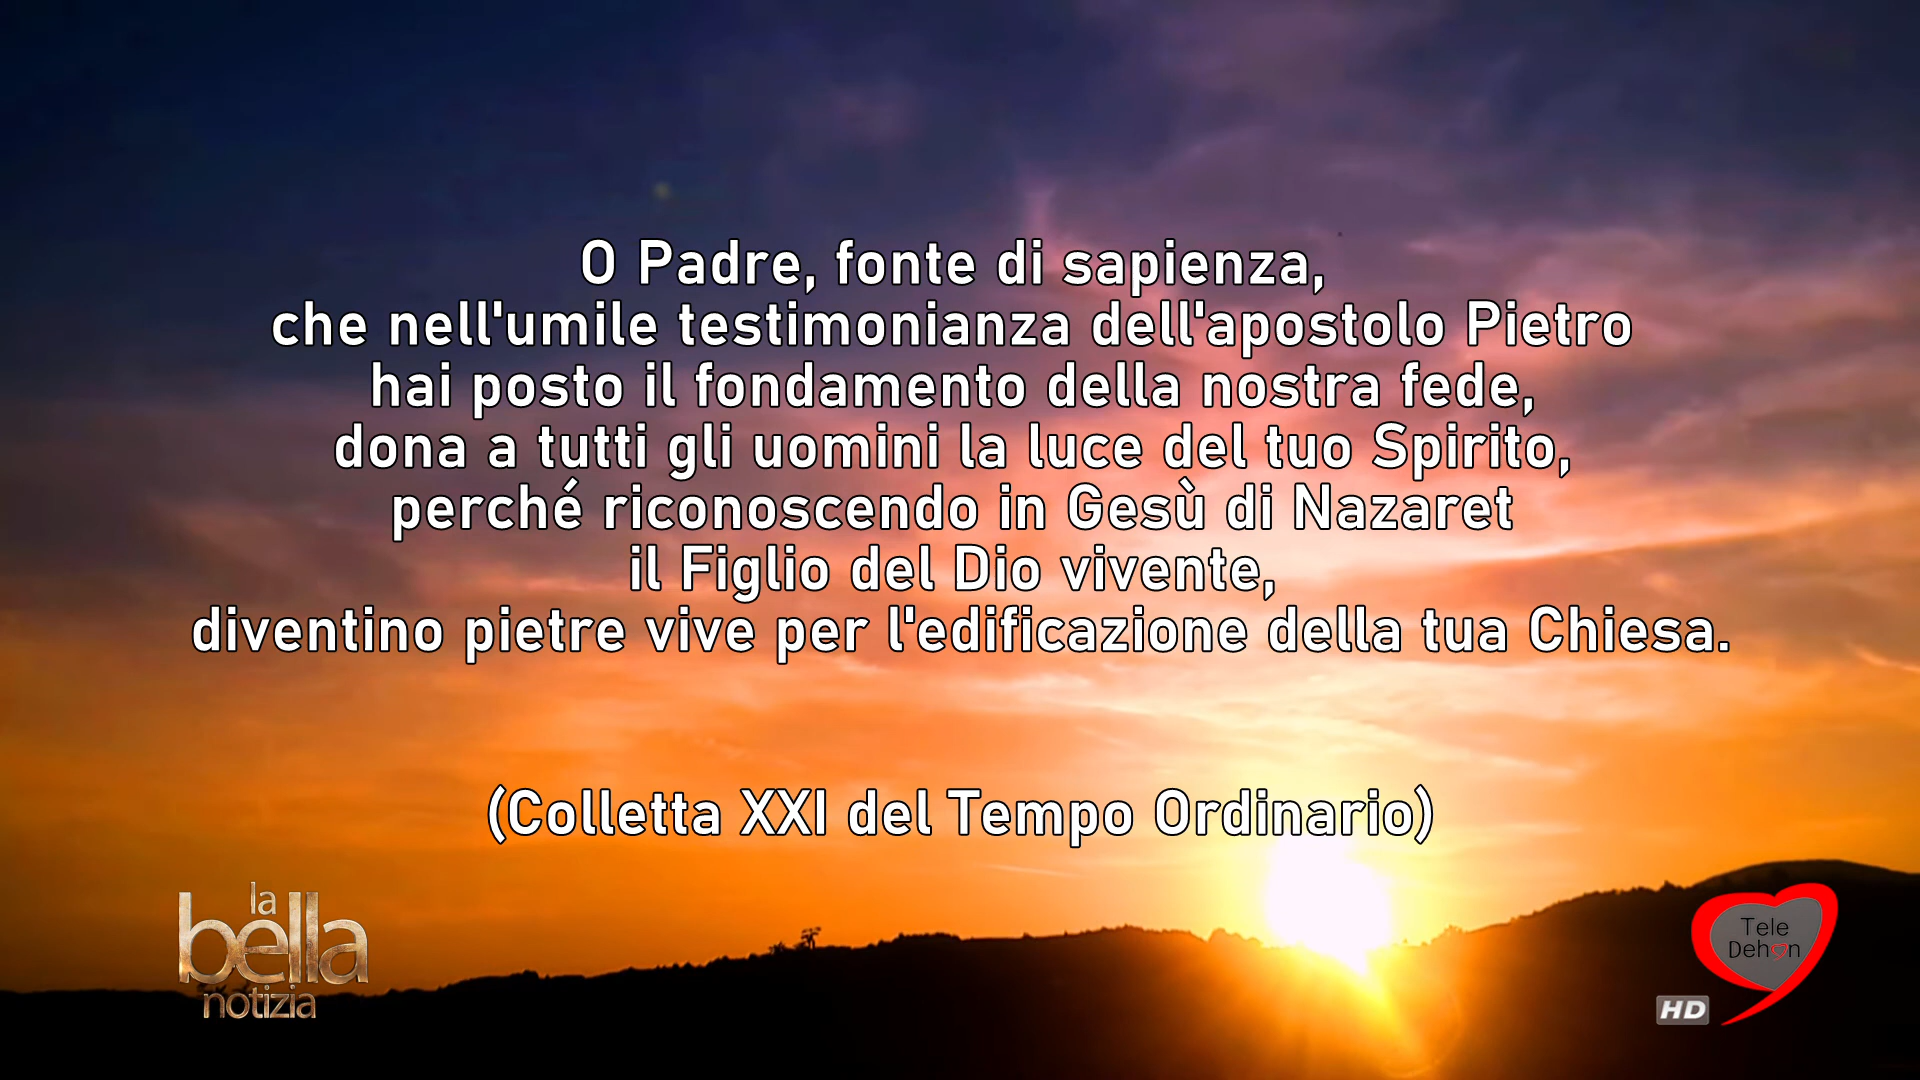 O Padre, fonte di sapienza,
che nell'umile testimonianza dell'apostolo Pietro
hai posto il fondamento della nostra fede,
dona a tutti gli uomini la luce del tuo Spirito,
perché riconoscendo in Gesù di Nazaret
il Figlio del Dio vivente,
diventino pietre vive per l'edificazione della tua Chiesa.
(Colletta XXI del Tempo Ordinario)
la
bella
notizia
Tele
Dehon
HD